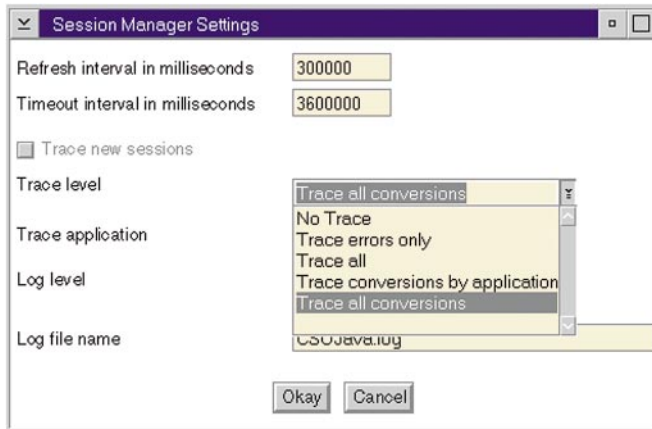 Session Manager Settings
Refresh interval in milliseconds 300000
Timeout interval in milliseconds 3600000
Trace new sessions
Trace level Trace all conversions
No Trace
Trace errors only
Trace all
Trace conversions by application
Trace all conversions
Trace application
Log level
Log file name CSOJava.log
Okay Cancel